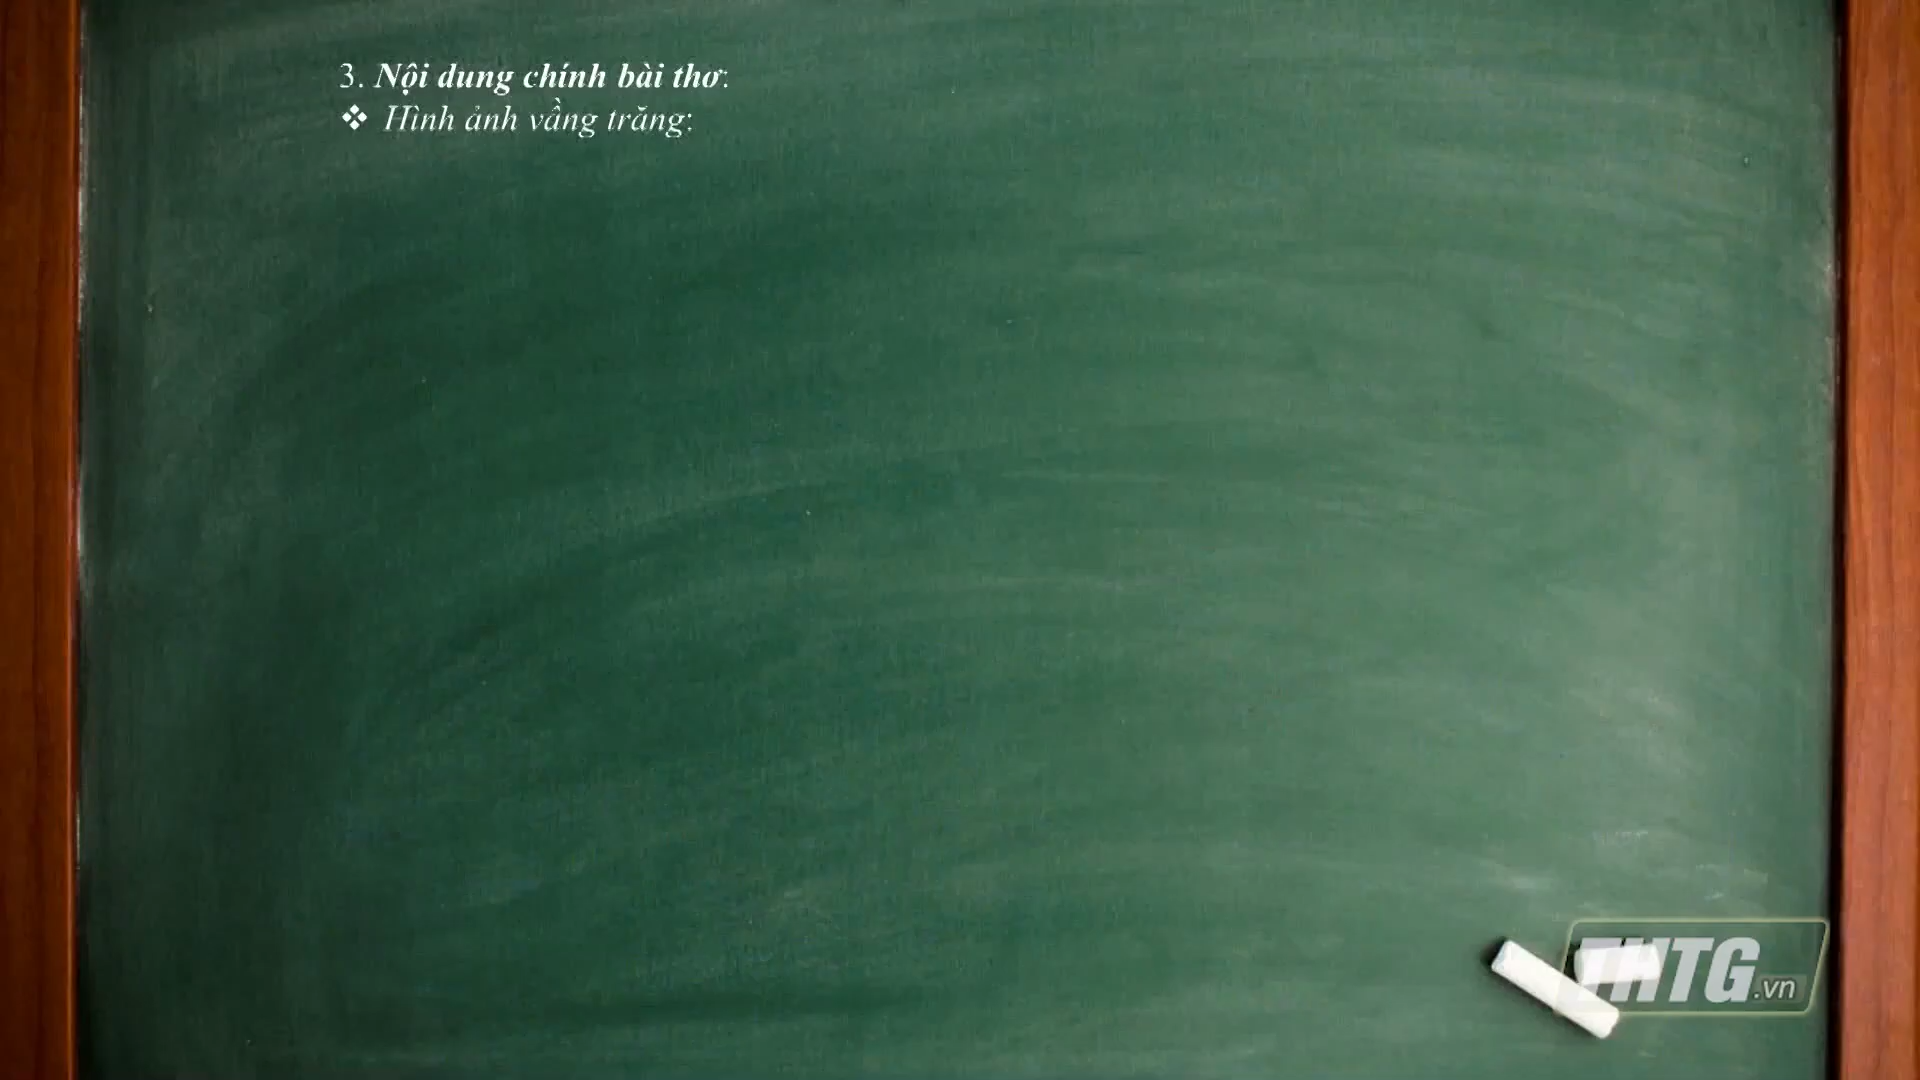 3. Nội dung chính bài thơ:
❖ Hình ảnh vầng trăng:
THTG.vn